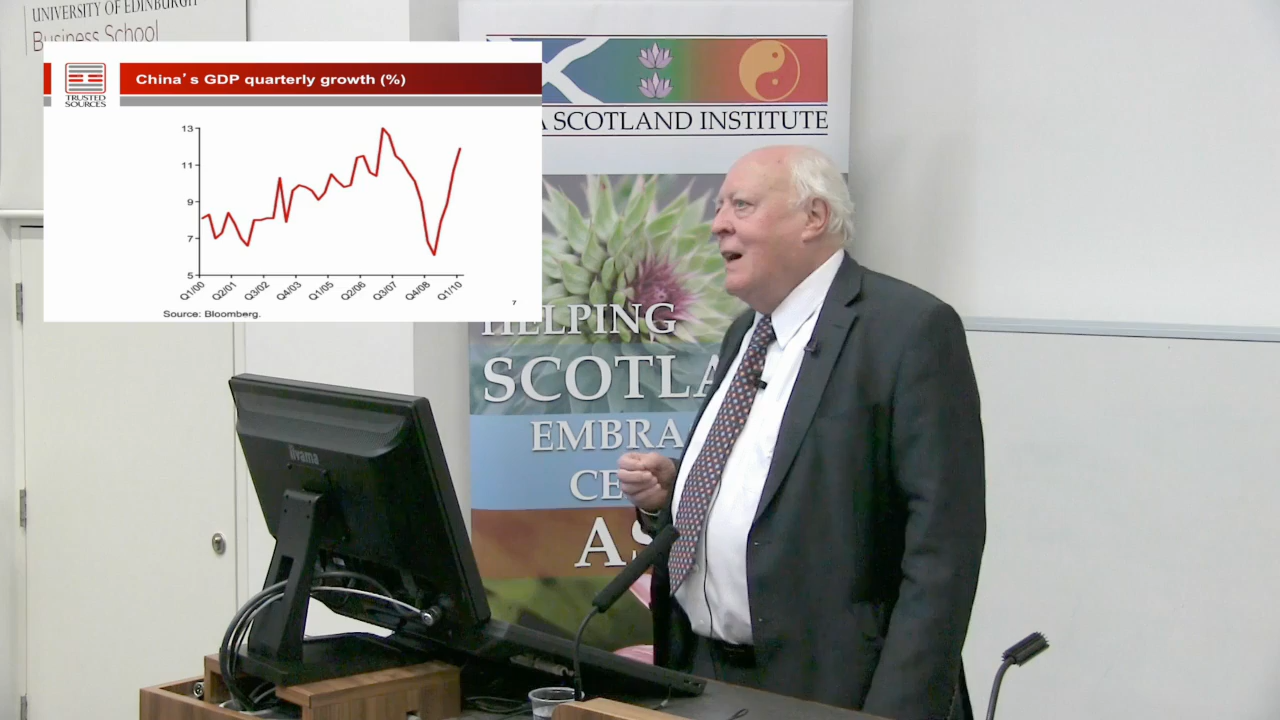 UNIVERSITY OF EDINBURGH
Business School
China's GDP quarterly growth (%)
TRUSTED
SOURCES
13
11
9
7
5
Q1/00
Q2/01
Q3/02
Q4/03
Q1/05
Q2/06
Q3/07
Q4/08
Q1/10
7
Source: Bloomberg.
A SCOTLAND INSTITUTE
HELPING
SCOTLA
EMBRA
CE
AS
iiyama